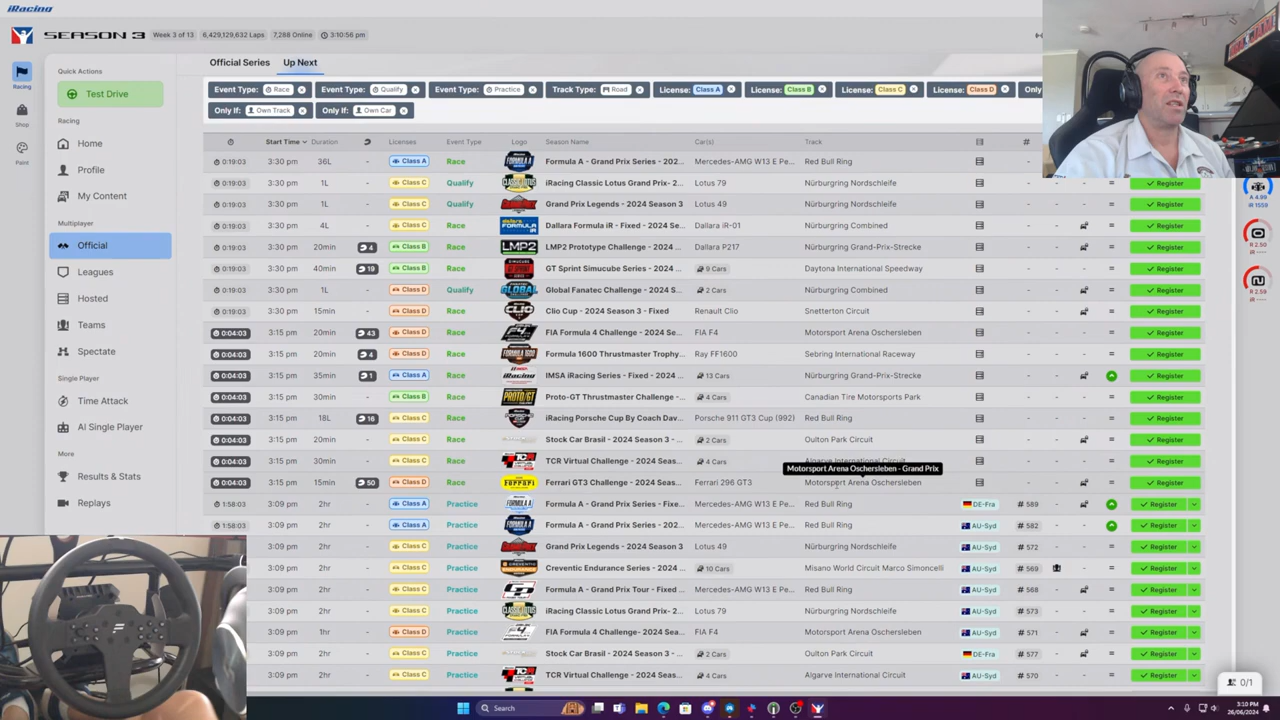 iRacing
SEASON 3 Week 3 of 13 6,429,129,632 Laps 7,288 Online 3:10:56 pm
Racing
Shop
Paint
Quick Actions
Test Drive
Racing
Home
Profile
My Content
Multiplayer
Official
Leagues
Hosted
Teams
Spectate
Single Player
Time Attack
AI Single Player
More
Results & Stats
Replays
Official Series Up Next
Event Type: Race Event Type: Qualify Event Type: Practice Track Type: Road License: Class A License: Class B License: Class C License: Class D Only
Only If: Own Track Only If: Own Car
Start Time Duration Licenses Event Type Logo Season Name Car(s) Track #
0:19:03 3:30 pm 36L - Class A Race Formula A - Grand Prix Series - 202... Mercedes-AMG W13 E Pe... Red Bull Ring
0:19:03 3:30 pm 1L - Class C Qualify iRacing Classic Lotus Grand Prix- 2... Lotus 79 Nürburgring Nordschleife - = Register
0:19:03 3:30 pm 1L - Class C Qualify Grand Prix Legends - 2024 Season 3 Lotus 49 Nürburgring Nordschleife - = Register
0:19:03 3:30 pm 4L - Class C Race Dallara Formula iR - 2024 Season 3 ... Dallara iR-01 Nürburgring Combined - = Register
0:19:03 3:30 pm 20min 4 Class B Race LMP2 Prototype Challenge - 2024 ... Dallara P217 Nürburgring Grand-Prix-Strecke - = Register
0:19:03 3:30 pm 40min 19 Class B Race GT Sprint Simucube Series - 2024 ... 9 Cars Daytona International Speedway - = Register
0:19:03 3:30 pm - Class D Qualify Global Fanatec Challenge - 2024 S... 2 Cars Nürburgring Combined - = Register
0:19:03 3:30 pm 15min - Class D Race Clio Cup - 2024 Season 3 - Fixed Renault Clio Snetterton Circuit - = Register
0:04:03 3:15 pm 20min 43 Class D Race FIA Formula 4 Challenge - 2024 Se... FIA F4 Motorsport Arena Oschersleben - = Register
0:04:03 3:15 pm 20min 4 Class D Race Formula 1600 Thrustmaster Trophy... Ray FF1600 Sebring International Raceway - = Register
0:04:03 3:15 pm 35min 1 Class A Race IMSA iRacing Series - Fixed - 2024... 13 Cars Nürburgring Grand-Prix-Strecke - Register
0:04:03 3:15 pm 20min - Class B Race Proto-GT Thrustmaster Challenge -... 4 Cars Canadian Tire Motorsports Park - = Register
0:04:03 3:15 pm 18L 16 Class C Race iRacing Porsche Cup By Coach Dav... Porsche 911 GT3 Cup (992) Red Bull Ring - = Register
0:04:03 3:15 pm 20min - Class C Race Stock Car Brasil - 2024 Season 3 -... 2 Cars Oulton Park Circuit - = Register
0:04:03 3:15 pm 30min - Class C Race TCR Virtual Challenge - 2024 Seas... 4 Cars Algarve International Circuit - = Register
Motorsport Arena Oschersleben - Grand Prix
0:04:03 3:15 pm 15min 50 Class D Race Ferrari GT3 Challenge - 2024 Seas... Ferrari 296 GT3 Motorsport Arena Oschersleben - = Register
1:58:03 3:09 pm 2hr - Class A Practice Formula A - Grand Prix Series - Fixe... Mercedes-AMG W13 E Pe... Red Bull Ring DE-Fra # 589 - Register
1:58:03 3:09 pm 2hr - Class A Practice Formula A - Grand Prix Series - 202... Mercedes-AMG W13 E Pe... Red Bull Ring AU-Syd # 582 - Register
3:09 pm 2hr - Class C Practice Grand Prix Legends - 2024 Season 3 Lotus 49 Nürburgring Nordschleife AU-Syd # 572 - = Register
3:09 pm 2hr - Class C Practice Creventic Endurance Series - 2024 ... 10 Cars Misano World Circuit Marco Simoncelli AU-Syd # 569 = Register
3:09 pm 2hr - Class C Practice Formula A - Grand Prix Tour - Fixed ... Mercedes-AMG W13 E Pe... Red Bull Ring AU-Syd # 568 - = Register
3:09 pm 2hr - Class C Practice iRacing Classic Lotus Grand Prix- 2... Lotus 79 Nürburgring Nordschleife AU-Syd # 573 - = Register
3:09 pm 1hr - Class D Practice FIA Formula 4 Challenge- 2024 Sea... FIA F4 Motorsport Arena Oschersleben AU-Syd # 571 - = Register
3:09 pm 2hr - Class C Practice Stock Car Brasil - 2024 Season 3 -... 2 Cars Oulton Park Circuit DE-Fra # 577 - = Register
3:09 pm 2hr - Class C Practice TCR Virtual Challenge - 2024 Seas... 4 Cars Algarve International Circuit AU-Syd # 570 - = Register
A 4.99
iR 1559
R 2.50
R 2.59
0/1
Search
3:10 PM
26/06/2024